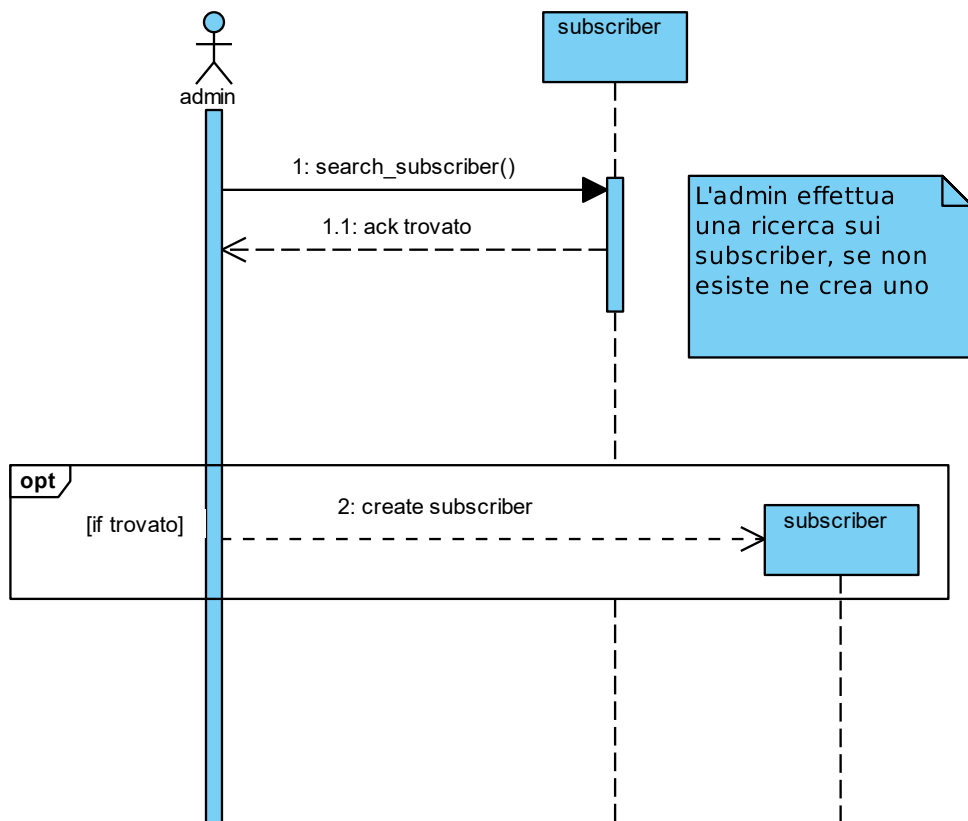 subscriber
admin
1: search_subscriber()
1.1: ack trovato
L'admin effettua
una ricerca sui
subscriber, se non
esiste ne crea uno
opt
[if trovato]
2: create subscriber
subscriber